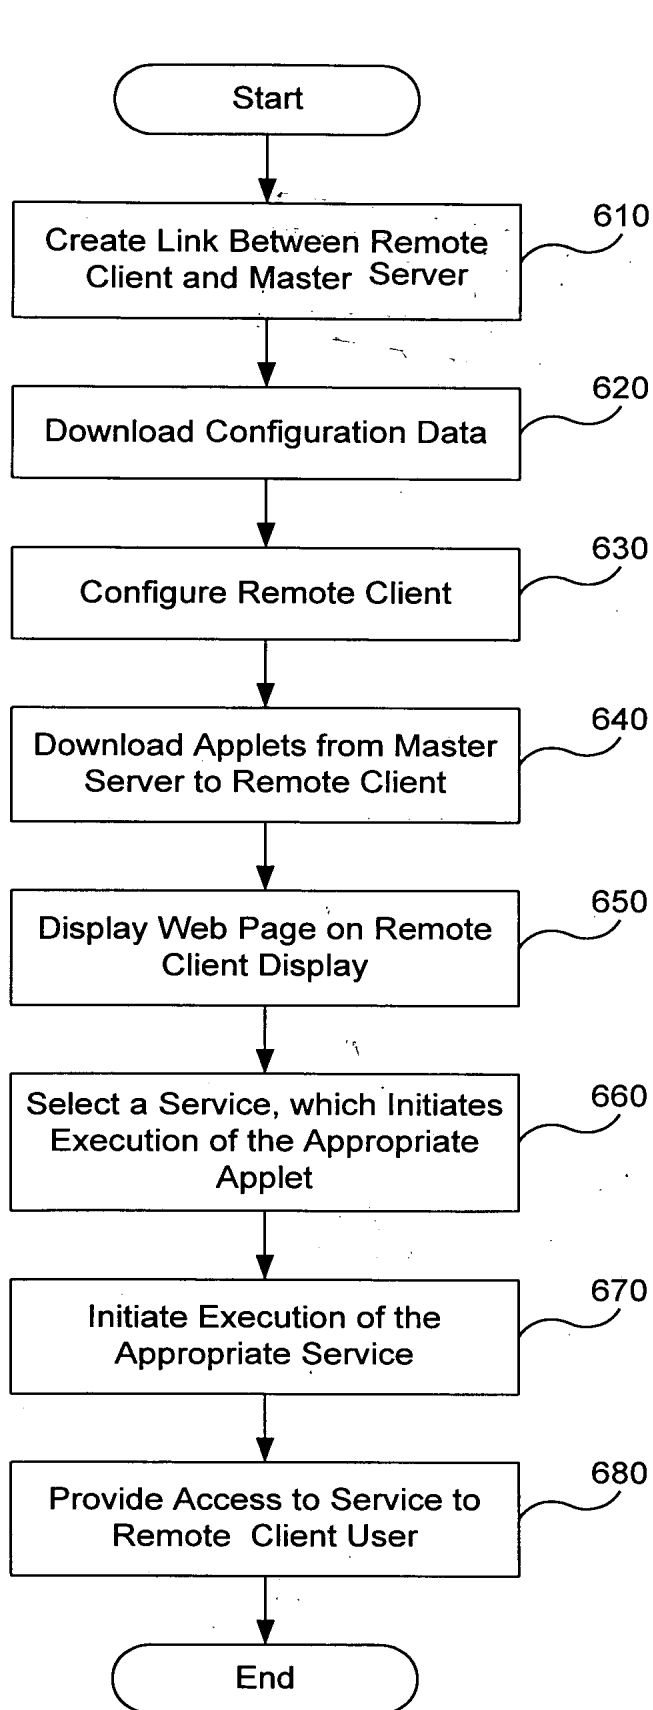 Start
610
Create Link Between Remote
Client and Master Server
620
Download Configuration Data
630
Configure Remote Client
640
Download Applets from Master
Server to Remote Client
650
Display Web Page on Remote
Client Display
660
Select a Service, which Initiates
Execution of the Appropriate
Applet
670
Initiate Execution of the
Appropriate Service
680
Provide Access to Service to
Remote Client User
End